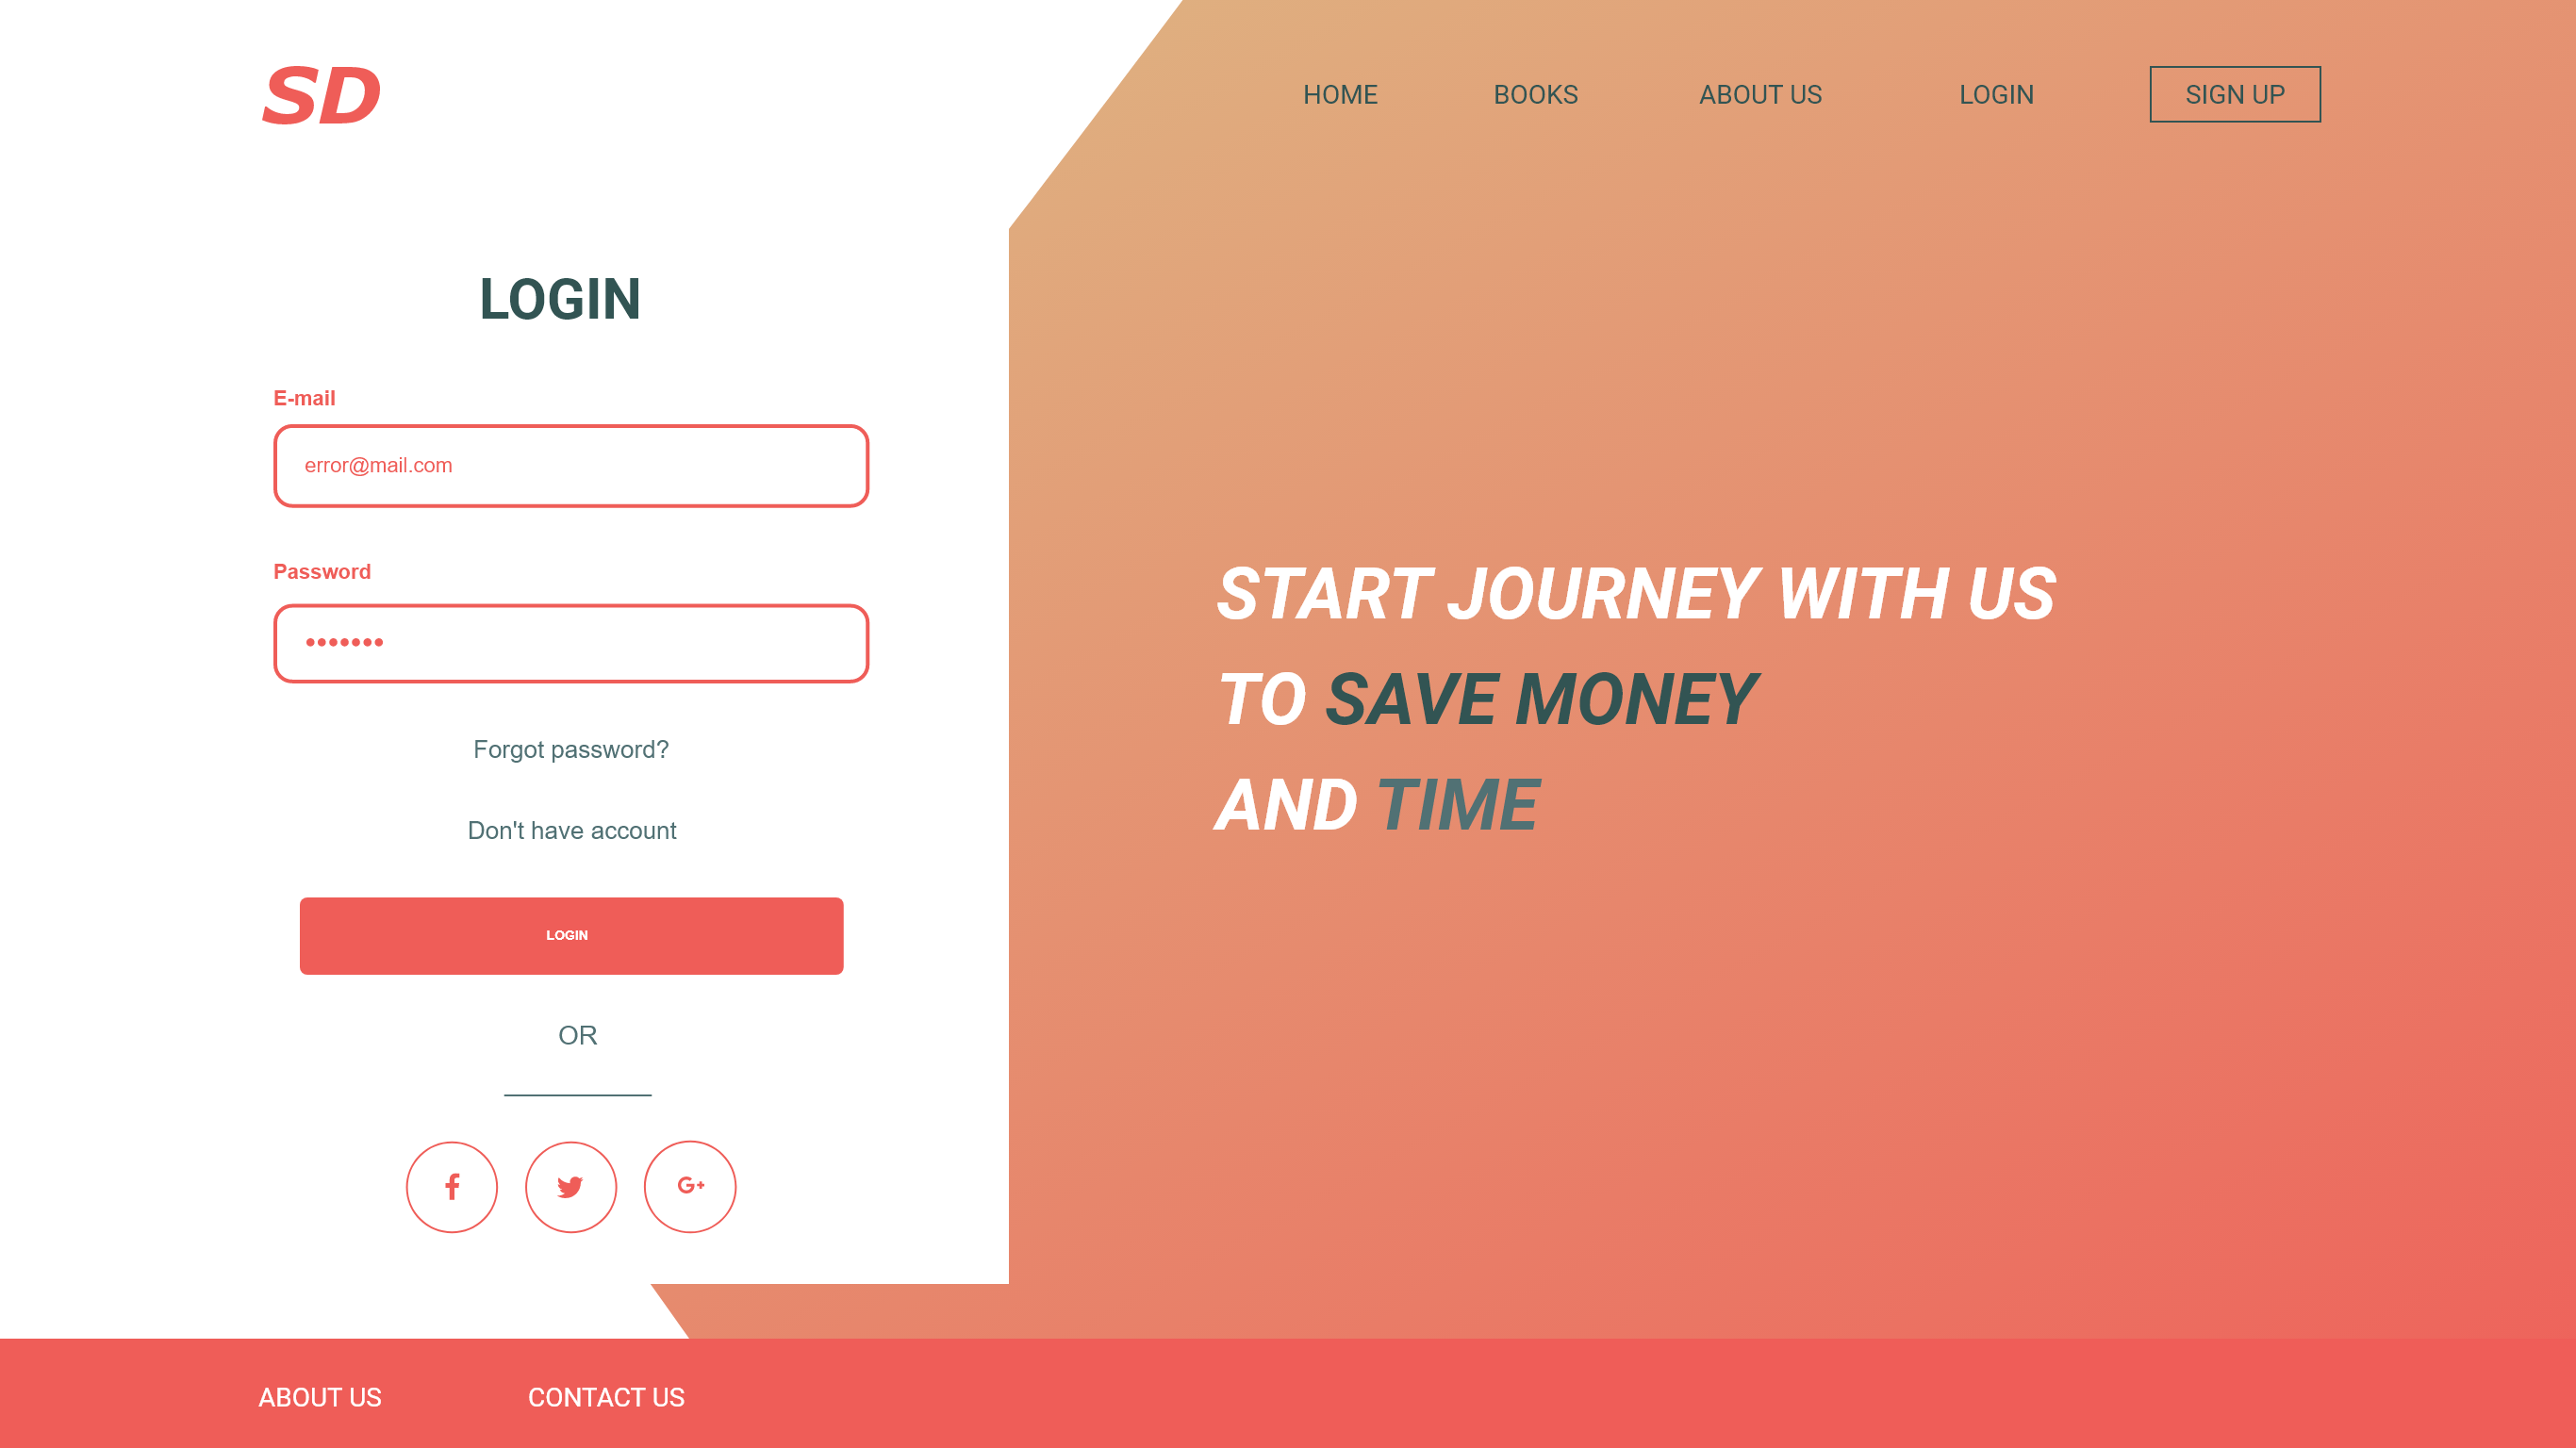 SD
HOME
BOOKS
ABOUT US
LOGIN
SIGN UP
LOGIN
E-mail
error@mail.com
Password
•••••••
Forgot password?
Don't have account
LOGIN
OR
f
G+
START JOURNEY WITH US
TO SAVE MONEY
AND TIME
ABOUT US
CONTACT US